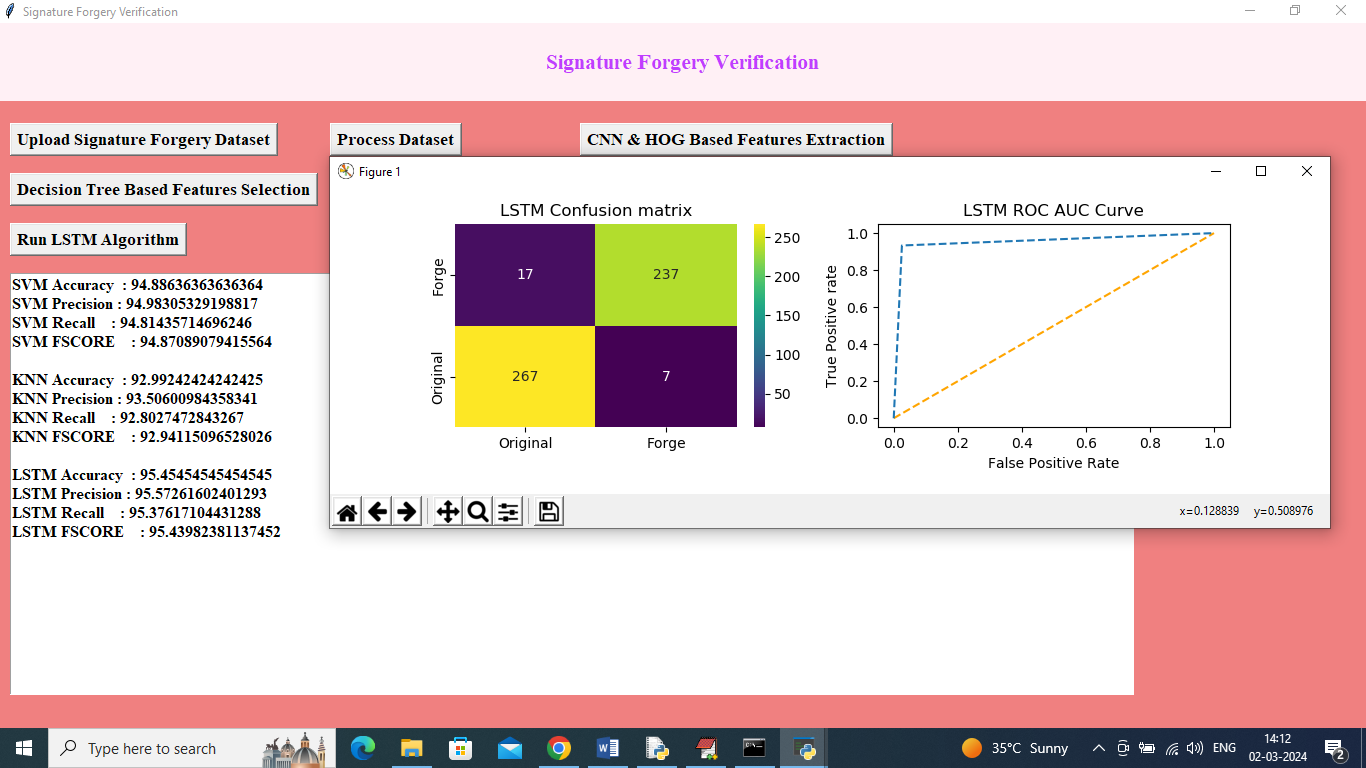 Signature Forgery Verification
Signature Forgery Verification
Upload Signature Forgery Dataset
Process Dataset
CNN & HOG Based Features Extraction
Decision Tree Based Features Selection
Run LSTM Algorithm
SVM Accuracy : 94.88636363636364
SVM Precision : 94.98305329198817
SVM Recall : 94.81435714696246
SVM FSCORE : 94.87089079415564
KNN Accuracy : 92.99242424242425
KNN Precision : 93.50600984358341
KNN Recall : 92.8027472843267
KNN FSCORE : 92.94115096528026
LSTM Accuracy : 95.45454545454545
LSTM Precision : 95.57261602401293
LSTM Recall : 95.37617104431288
LSTM FSCORE : 95.43982381137452
Figure 1
LSTM Confusion matrix
Forge
17
237
Original
267
7
Original
Forge
250
200
150
100
50
LSTM ROC AUC Curve
True Positive rate
1.0
0.8
0.6
0.4
0.2
0.0
0.0 0.2 0.4 0.6 0.8 1.0
False Positive Rate
x=0.128839 y=0.508976
Type here to search
35°C Sunny
ENG
14:12
02-03-2024
2